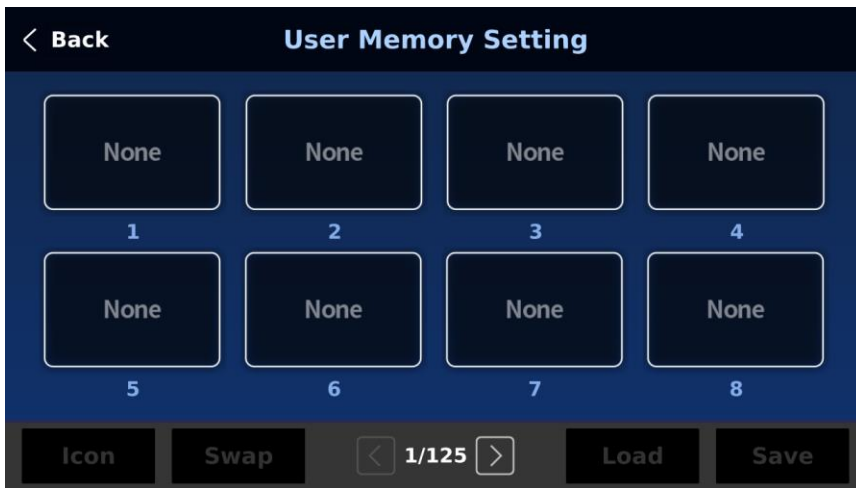 Back
User Memory Setting
None None None None
1 2 3 4
None None None None
5 6 7 8
Icon Swap 1/125 Load Save